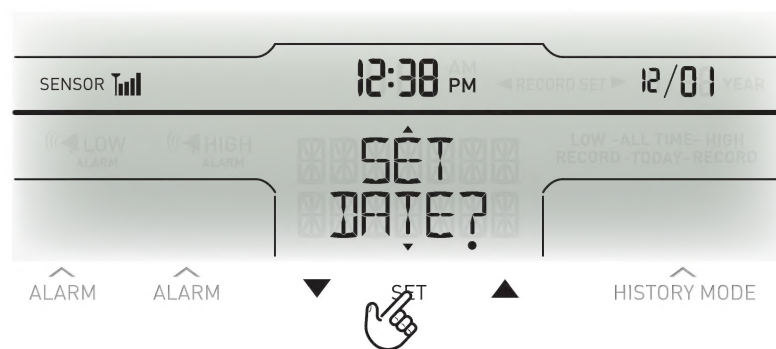 SENSOR 12:38 AM PM ◀RECORD SET▶ 12/01 YEAR
LOW ALARM HIGH ALARM LOW -ALL TIME- HIGH
RECORD -TODAY- RECORD
SET
DATE?
ALARM ALARM ▼ SET ▲ HISTORY MODE